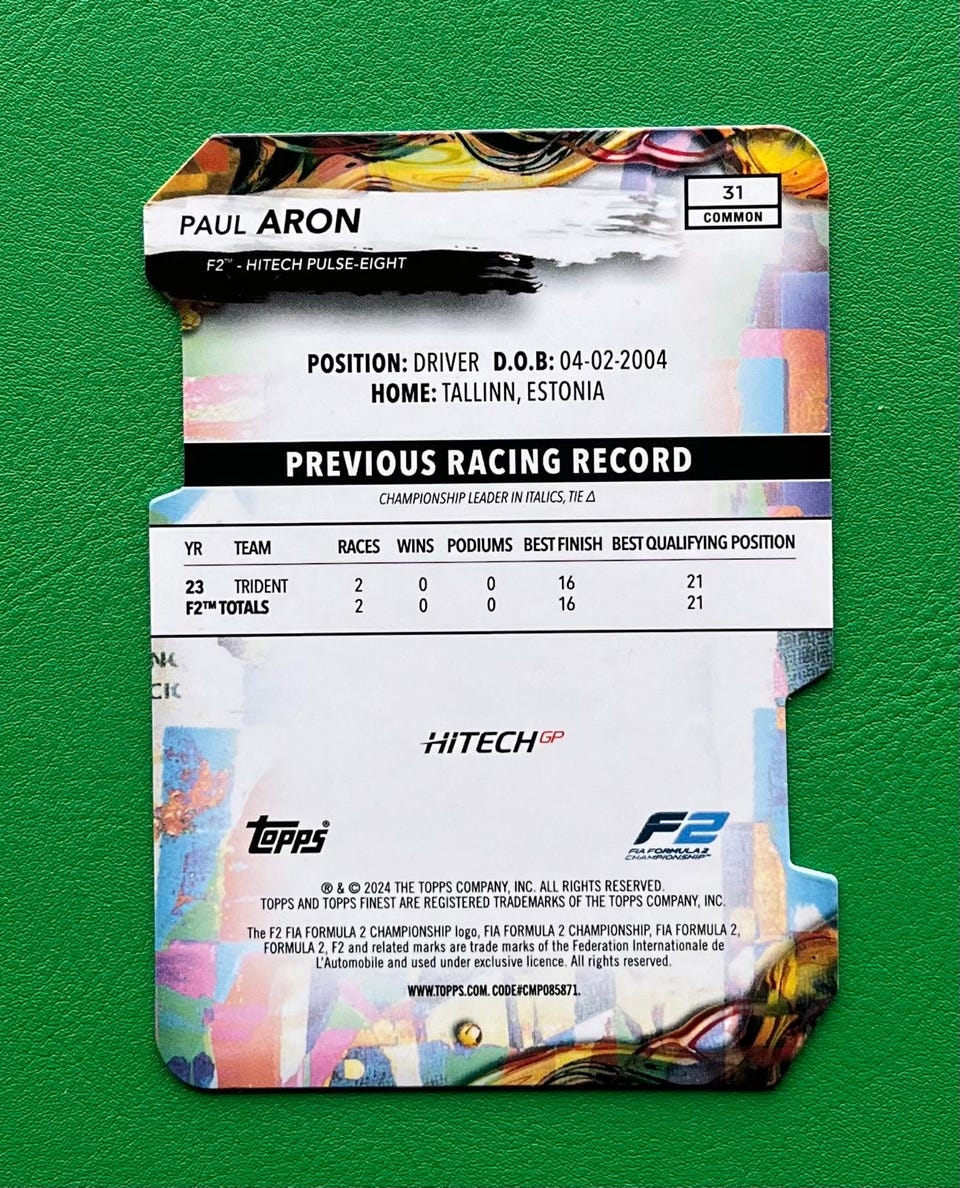 PAUL ARON
31
COMMON
F2™ - HITECH PULSE-EIGHT
POSITION: DRIVER D.O.B: 04-02-2004
HOME: TALLINN, ESTONIA
PREVIOUS RACING RECORD
CHAMPIONSHIP LEADER IN ITALICS, TIE Δ
YR TEAM RACES WINS PODIUMS BEST FINISH BEST QUALIFYING POSITION
23 TRIDENT 2 0 0 16 21
F2™ TOTALS 2 0 0 16 21
HITECH GP
Topps®
F2
FIA FORMULA 2
CHAMPIONSHIP™
® & © 2024 THE TOPPS COMPANY, INC. ALL RIGHTS RESERVED.
TOPPS AND TOPPS FINEST ARE REGISTERED TRADEMARKS OF THE TOPPS COMPANY, INC.
The F2 FIA FORMULA 2 CHAMPIONSHIP logo, FIA FORMULA 2 CHAMPIONSHIP, FIA FORMULA 2,
FORMULA 2, F2 and related marks are trade marks of the Federation Internationale de
L'Automobile and used under exclusive licence. All rights reserved.
WWW.TOPPS.COM. CODE#CMP085871.